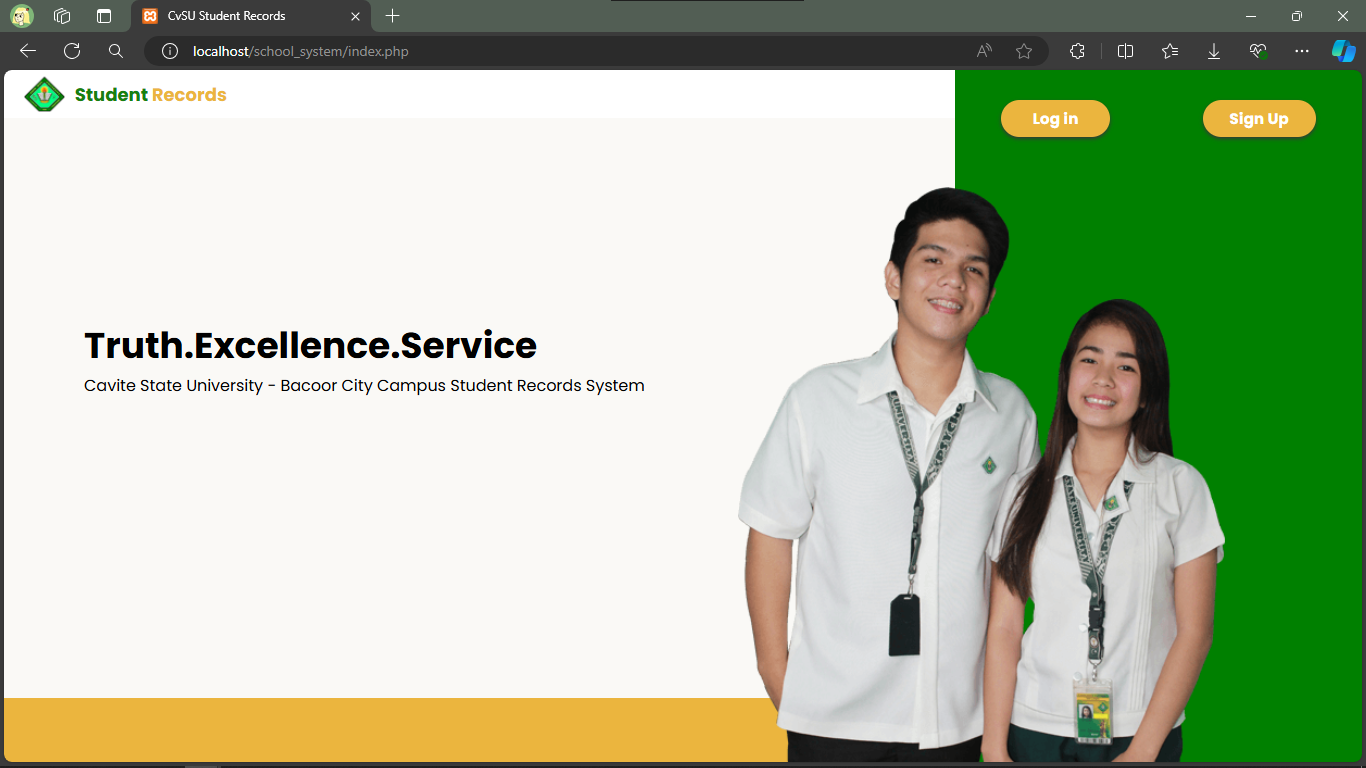 CvSU Student Records
localhost/school_system/index.php
Student Records
Log in
Sign Up
Truth.Excellence.Service
Cavite State University - Bacoor City Campus Student Records System